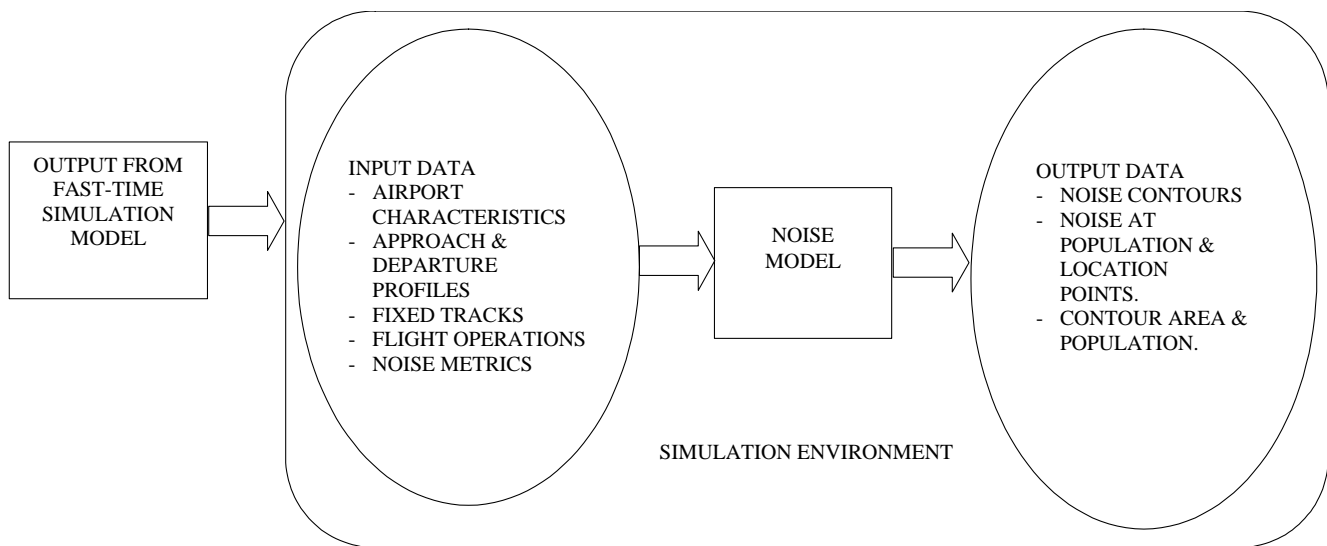 OUTPUT FROM
FAST-TIME
SIMULATION
MODEL
INPUT DATA
- AIRPORT
CHARACTERISTICS
- APPROACH &
DEPARTURE
PROFILES
- FIXED TRACKS
- FLIGHT OPERATIONS
- NOISE METRICS
NOISE
MODEL
OUTPUT DATA
- NOISE CONTOURS
- NOISE AT
POPULATION &
LOCATION
POINTS.
- CONTOUR AREA &
POPULATION.
SIMULATION ENVIRONMENT